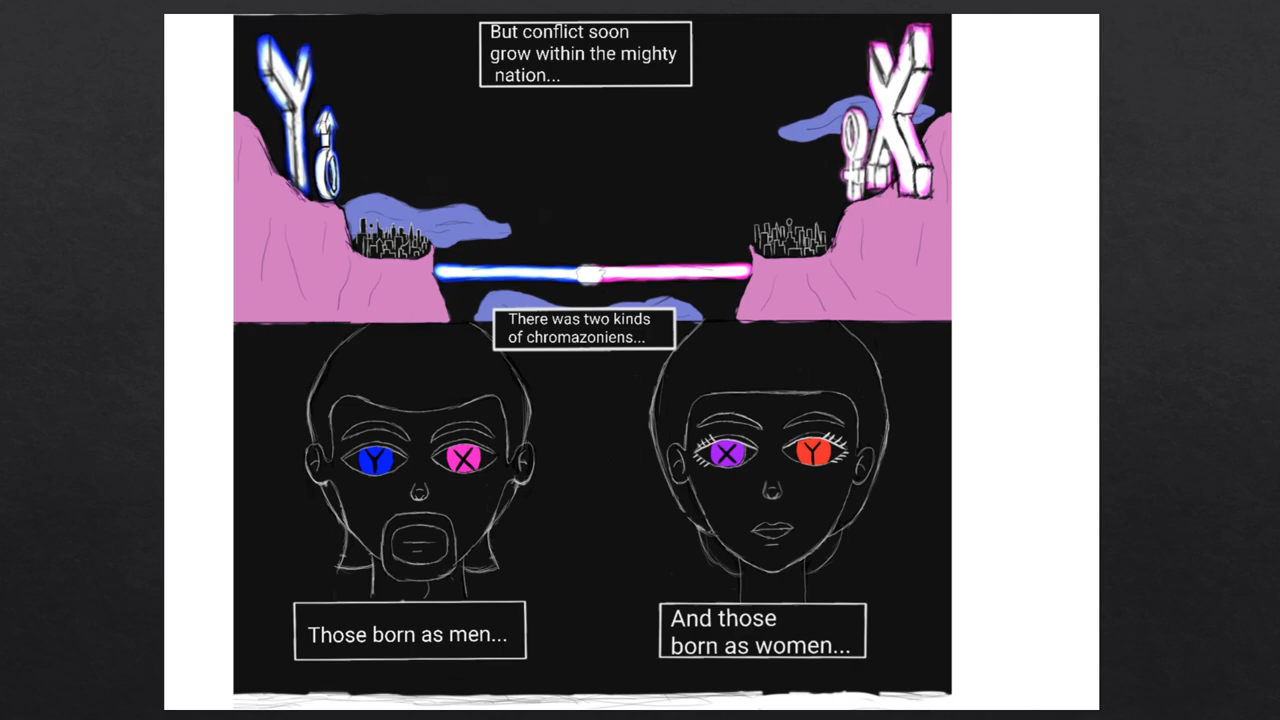 But conflict soon
grow within the mighty
nation...
Y
X
There was two kinds
of chromazoniens...
Y X
X Y
Those born as men...
And those
born as women...